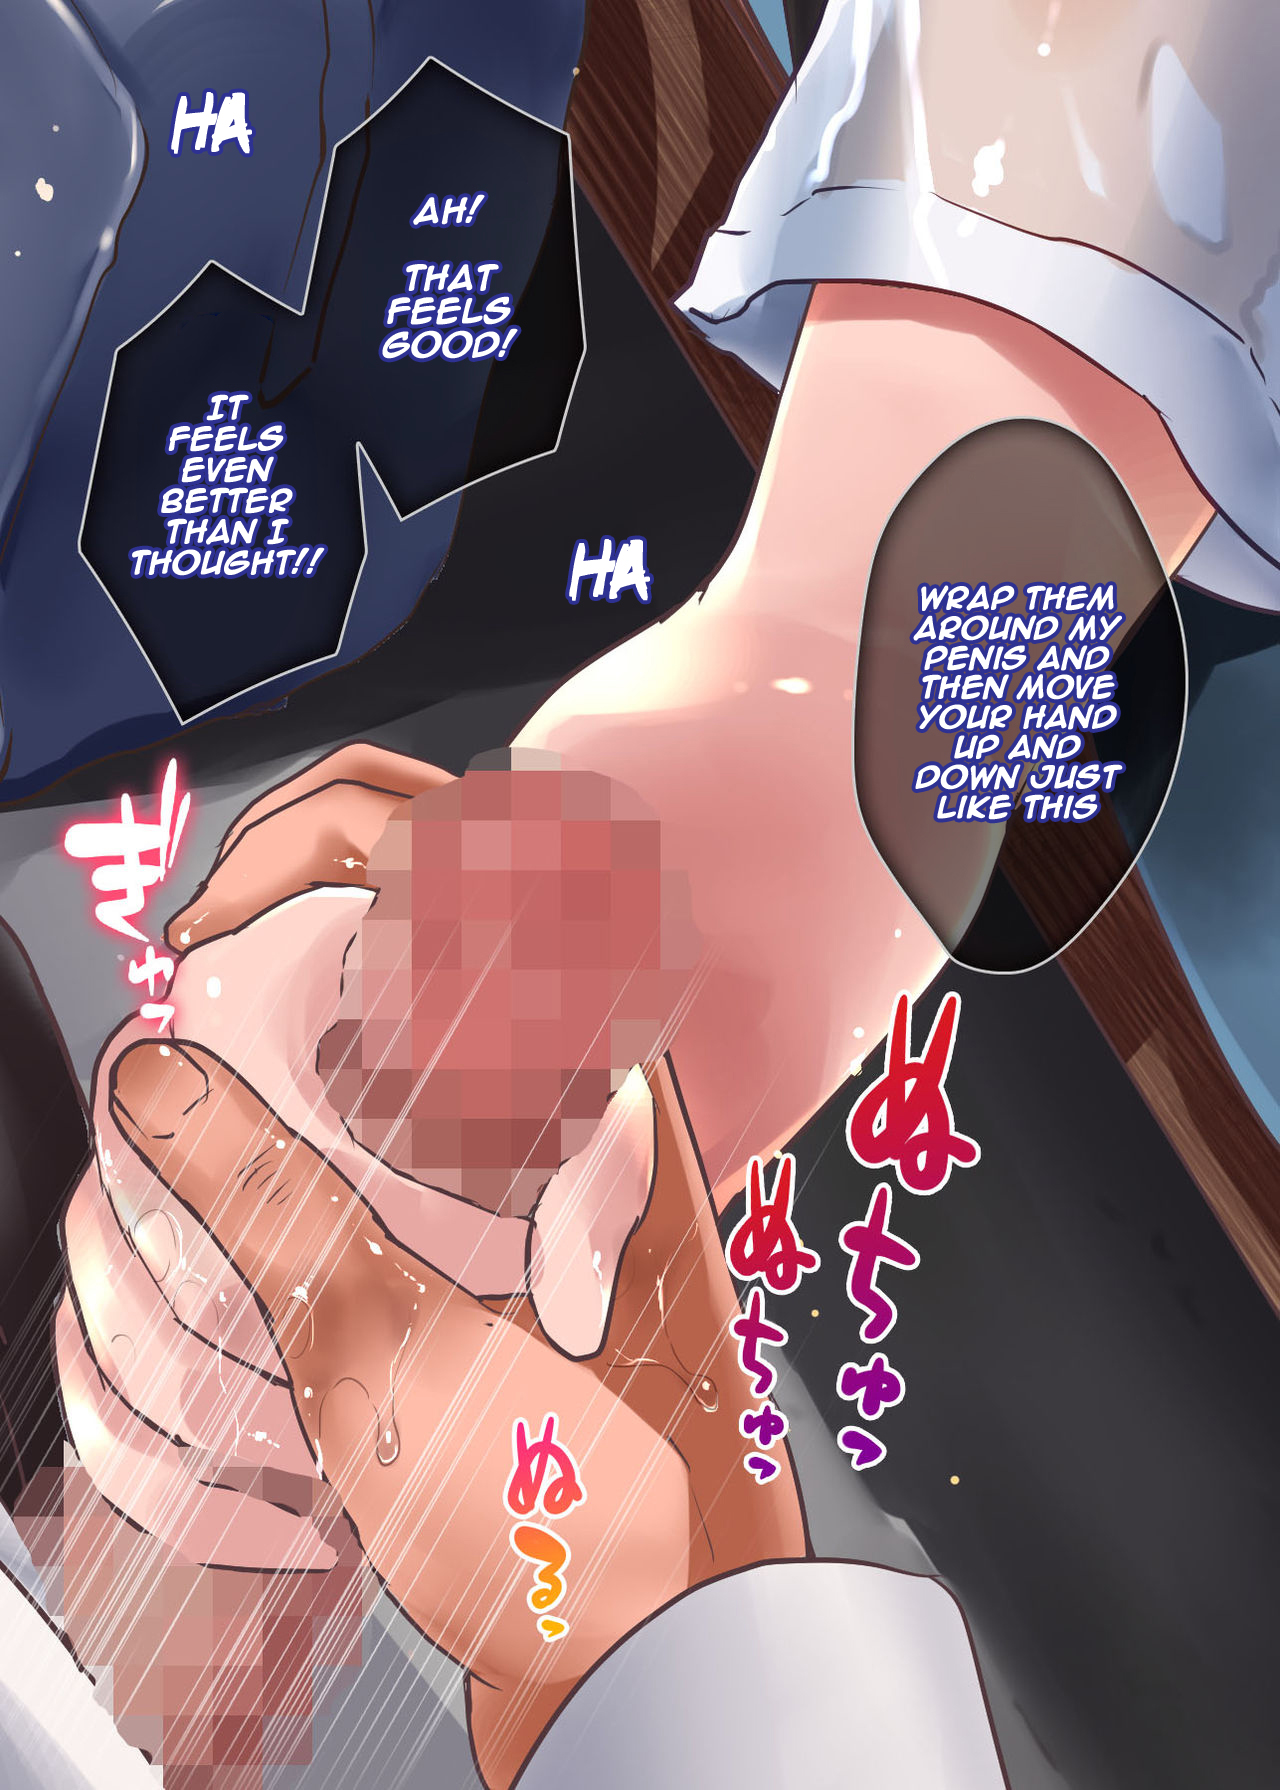 HA
AH!
THAT
FEELS
GOOD!
IT
FEELS
EVEN
BETTER
THAN I
THOUGHT!!
HA
WRAP THEM
AROUND MY
PENIS AND
THEN MOVE
YOUR HAND
UP AND
DOWN JUST
LIKE THIS
きゅっ
ぬちゅっ
ぬちゅっ
ぬるっ